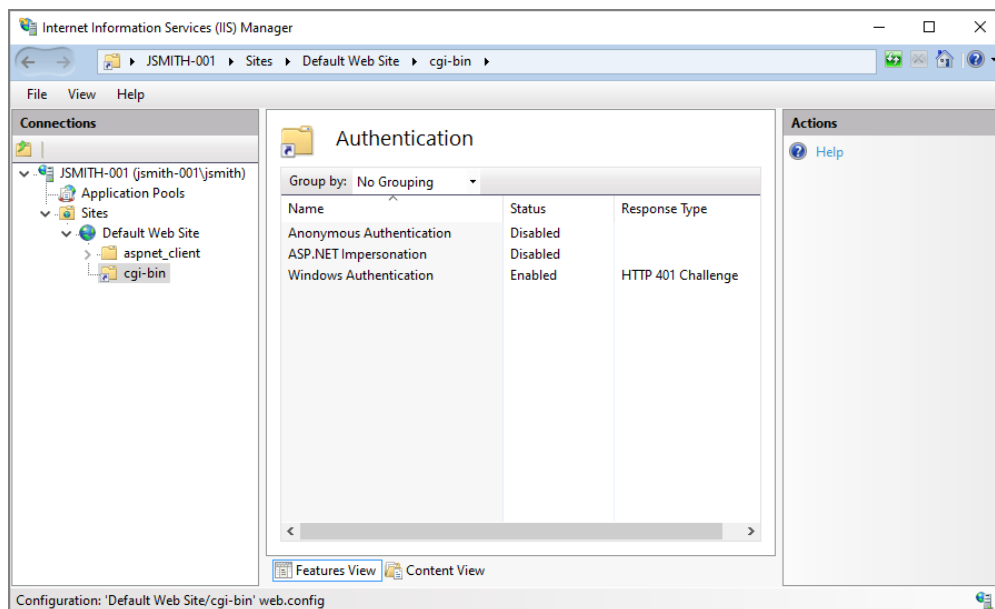 Internet Information Services (IIS) Manager
JSMITH-001 Sites Default Web Site cgi-bin
File View Help
Connections
JSMITH-001 (jsmith-001\jsmith)
Application Pools
Sites
Default Web Site
aspnet_client
cgi-bin
Authentication
Group by: No Grouping
Name Status Response Type
Anonymous Authentication Disabled
ASP.NET Impersonation Disabled
Windows Authentication Enabled HTTP 401 Challenge
Features View Content View
Actions
Help
Configuration: 'Default Web Site/cgi-bin' web.config